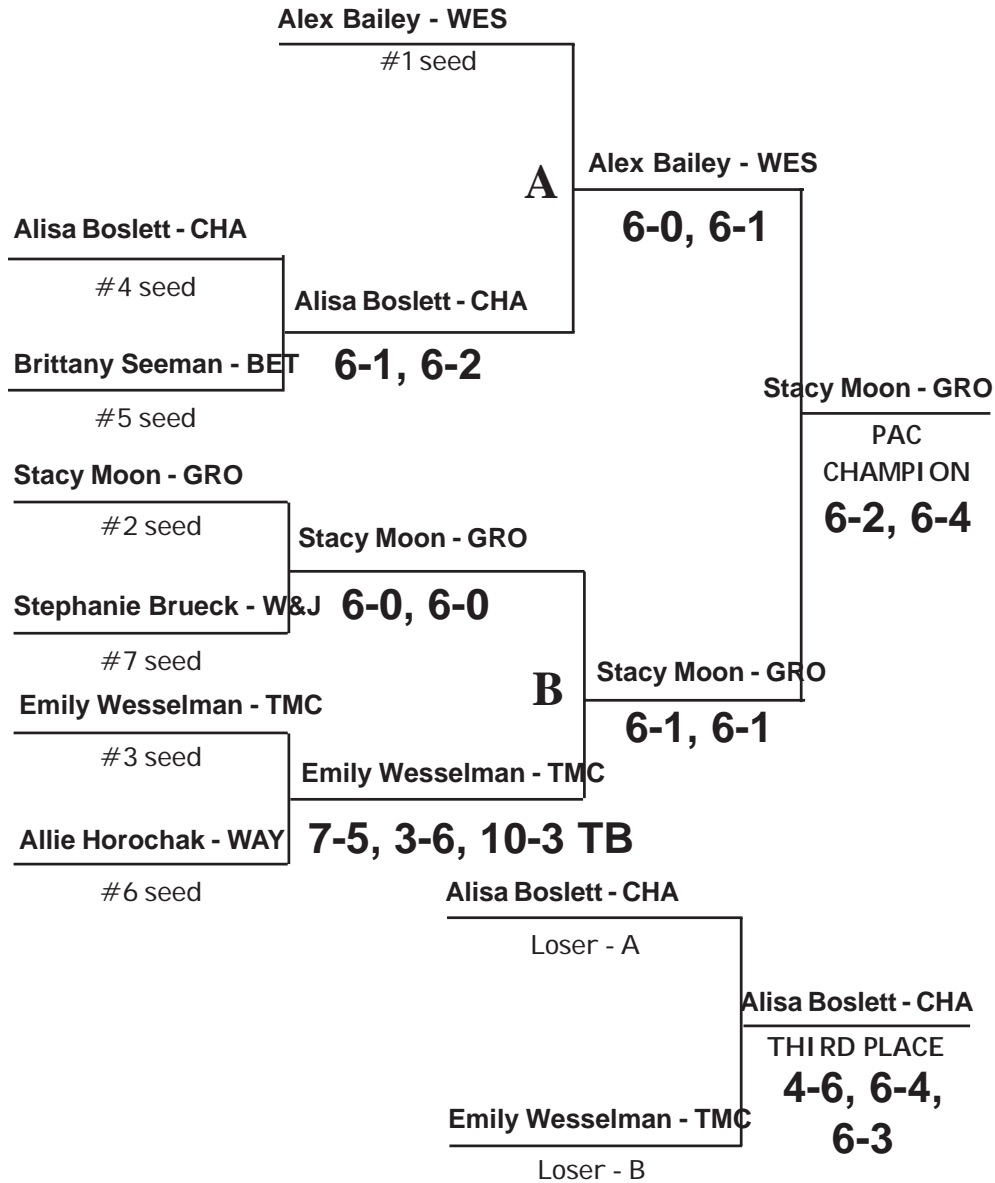 Alex Bailey - WES
#1 seed
A
Alex Bailey - WES
6-0, 6-1
Alisa Boslett - CHA
#4 seed
Alisa Boslett - CHA
6-1, 6-2
Brittany Seeman - BET
#5 seed
Stacy Moon - GRO
PAC
CHAMPION
6-2, 6-4
Stacy Moon - GRO
#2 seed
Stacy Moon - GRO
6-0, 6-0
Stephanie Brueck - W&J
#7 seed
B
Stacy Moon - GRO
6-1, 6-1
Emily Wesselman - TMC
#3 seed
Emily Wesselman - TMC
7-5, 3-6, 10-3 TB
Allie Horochak - WAY
#6 seed
Alisa Boslett - CHA
Loser - A
Alisa Boslett - CHA
THIRD PLACE
4-6, 6-4,
6-3
Emily Wesselman - TMC
Loser - B